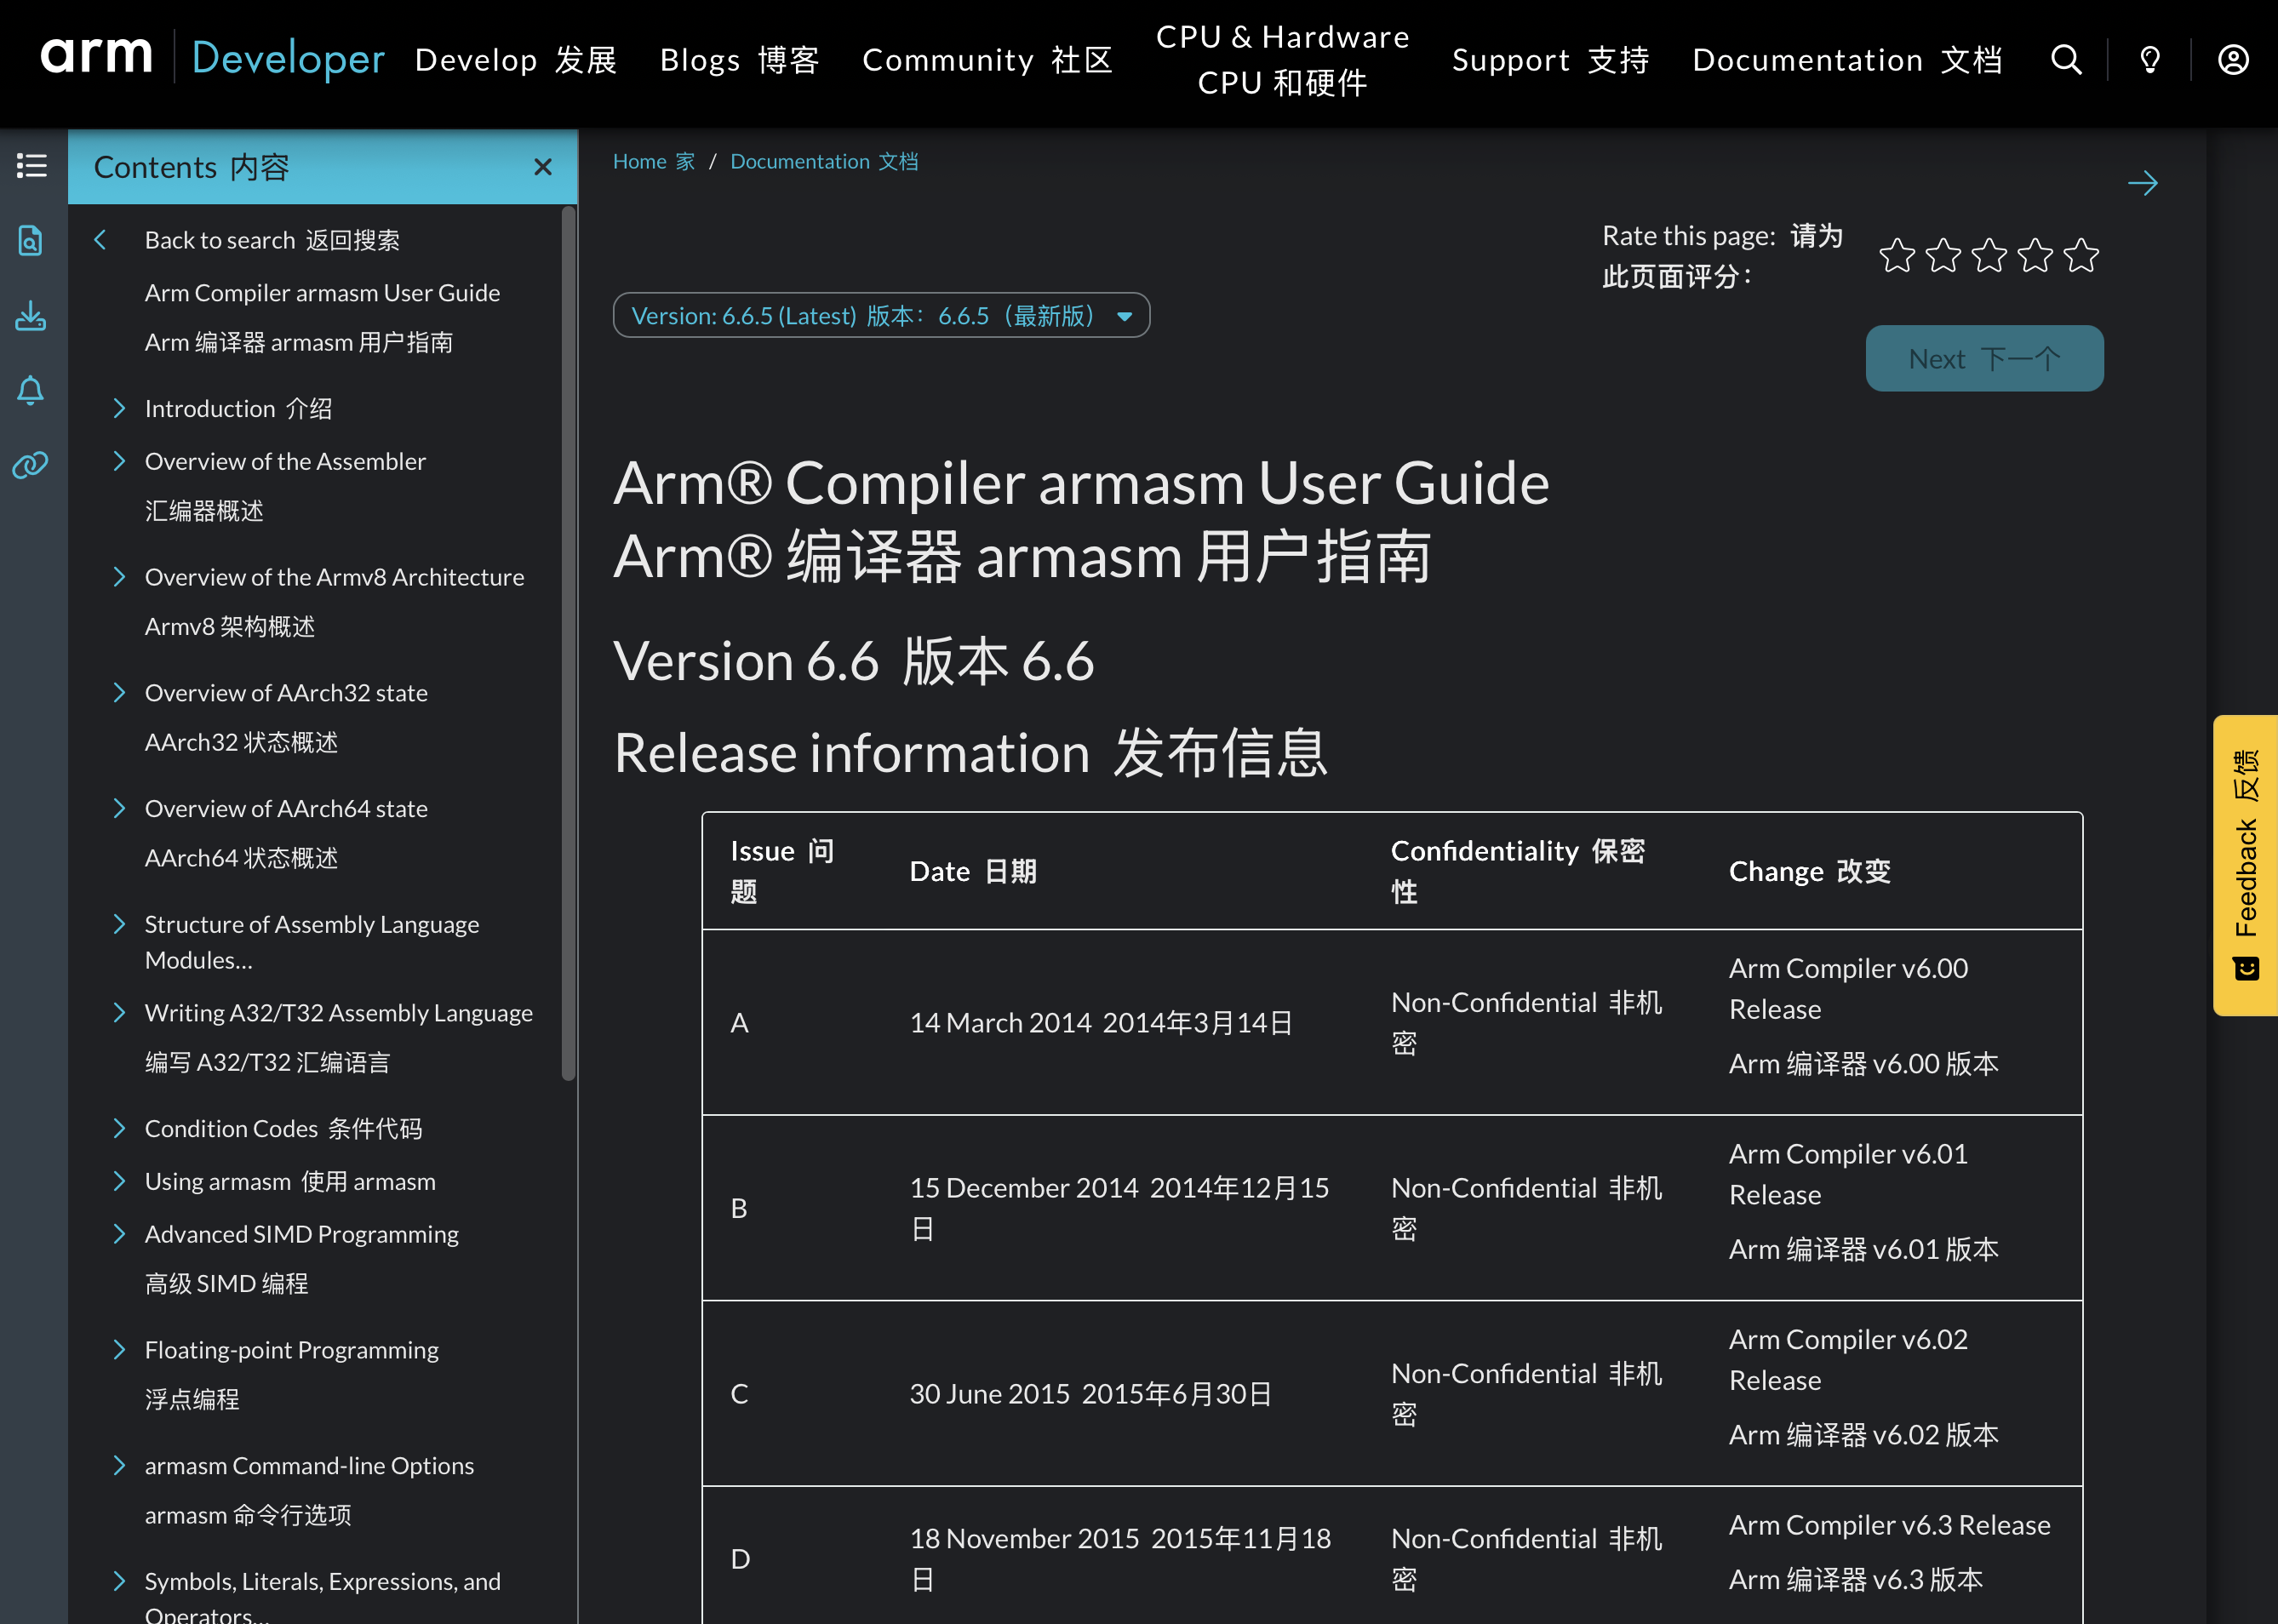 arm Developer
Develop 发展
Blogs 博客
Community 社区
CPU & Hardware
CPU 和硬件
Support 支持
Documentation 文档
Contents 内容
Back to search 返回搜索
Arm Compiler armasm User Guide
Arm 编译器 armasm 用户指南
Introduction 介绍
Overview of the Assembler
汇编器概述
Overview of the Armv8 Architecture
Armv8 架构概述
Overview of AArch32 state
AArch32 状态概述
Overview of AArch64 state
AArch64 状态概述
Structure of Assembly Language
Modules...
Writing A32/T32 Assembly Language
编写 A32/T32 汇编语言
Condition Codes 条件代码
Using armasm 使用 armasm
Advanced SIMD Programming
高级 SIMD 编程
Floating-point Programming
浮点编程
armasm Command-line Options
armasm 命令行选项
Symbols, Literals, Expressions, and
Operators...
Home 家 / Documentation 文档
Rate this page: 请为
此页面评分：
Version: 6.6.5 (Latest) 版本：6.6.5（最新版）
Next 下一个
Arm® Compiler armasm User Guide
Arm® 编译器 armasm 用户指南
Version 6.6 版本 6.6
Release information 发布信息
Issue 问
题
Date 日期
Confidentiality 保密
性
Change 改变
A
14 March 2014 2014年3月14日
Non-Confidential 非机
密
Arm Compiler v6.00
Release
Arm 编译器 v6.00 版本
B
15 December 2014 2014年12月15
日
Non-Confidential 非机
密
Arm Compiler v6.01
Release
Arm 编译器 v6.01 版本
C
30 June 2015 2015年6月30日
Non-Confidential 非机
密
Arm Compiler v6.02
Release
Arm 编译器 v6.02 版本
D
18 November 2015 2015年11月18
日
Non-Confidential 非机
密
Arm Compiler v6.3 Release
Arm 编译器 v6.3 版本
Feedback 反馈